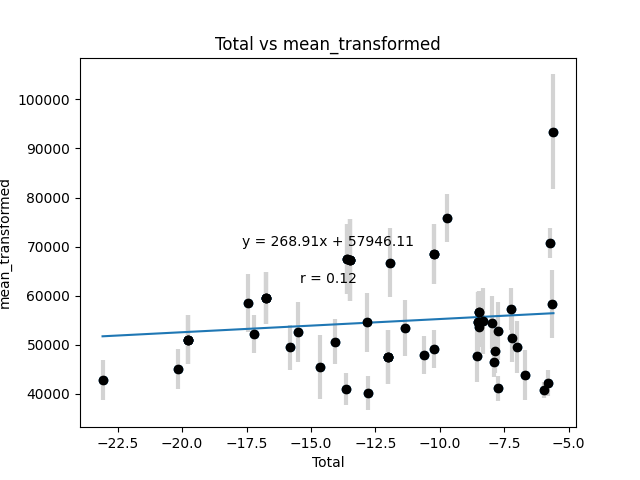 Total vs mean_transformed
mean_transformed
100000
90000
80000
70000
60000
50000
40000
y = 268.91x + 57946.11
r = 0.12
−22.5 −20.0 −17.5 −15.0 −12.5 −10.0 −7.5 −5.0
Total